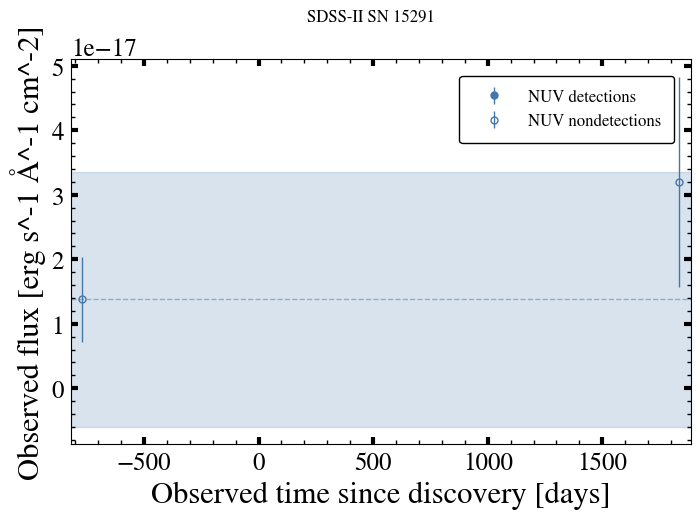 SDSS-II SN 15291
1e−17
NUV detections
NUV nondetections
5
4
3
2
1
0
−500
0
500
1000
1500
Observed time since discovery [days]
Observed flux [erg s^-1 Å^-1 cm^-2]